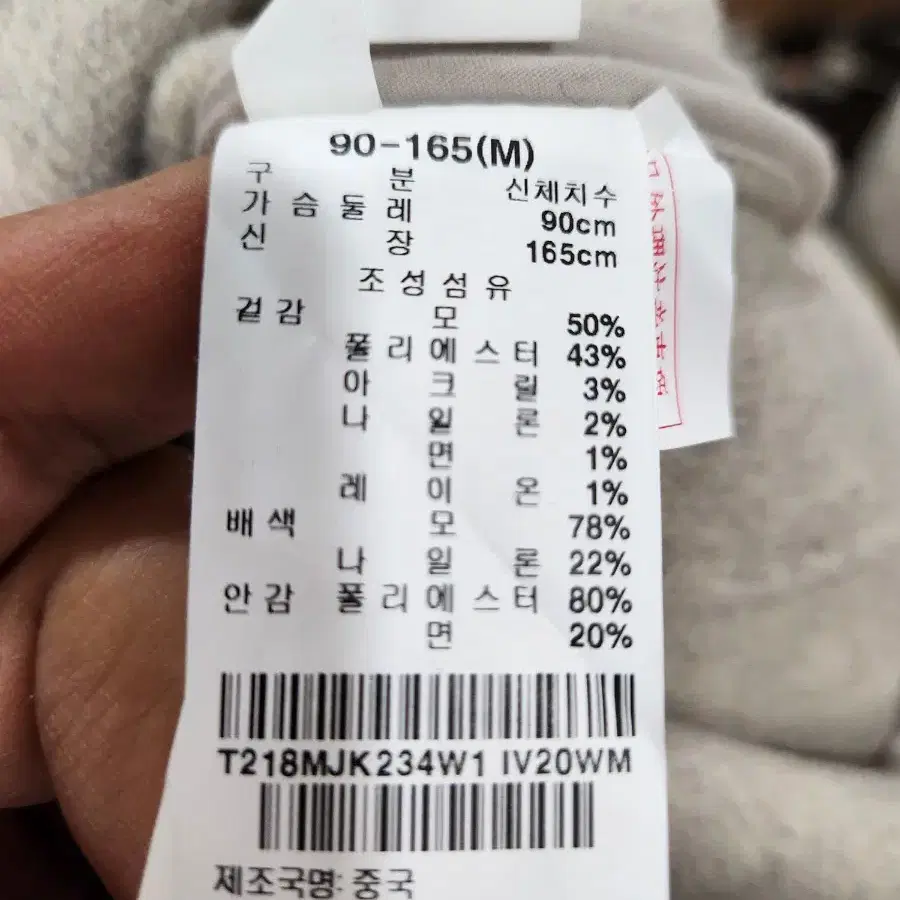 90-165(M)
구 분 신체치수
가슴둘레 90cm
신 장 165cm
조성섬유
겉감 모 50%
폴리에스터 43%
아크릴 3%
나일론 2%
면 1%
레이온 1%
배색 모 78%
나일론 22%
안감 폴리에스터 80%
면 20%
T218MJK234W1 IV20WM
제조국명: 중국